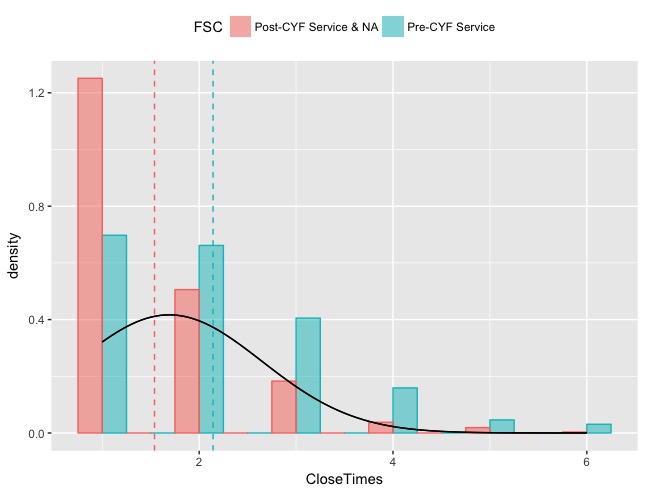 FSC Post-CYF Service & NA Pre-CYF Service
density
1.2
0.8
0.4
0.0
2 4 6
CloseTimes